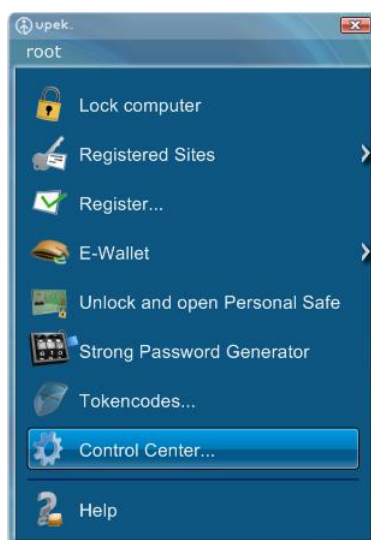 upek.
root
Lock computer
Registered Sites
Register...
E-Wallet
Unlock and open Personal Safe
Strong Password Generator
Tokencodes...
Control Center...
Help